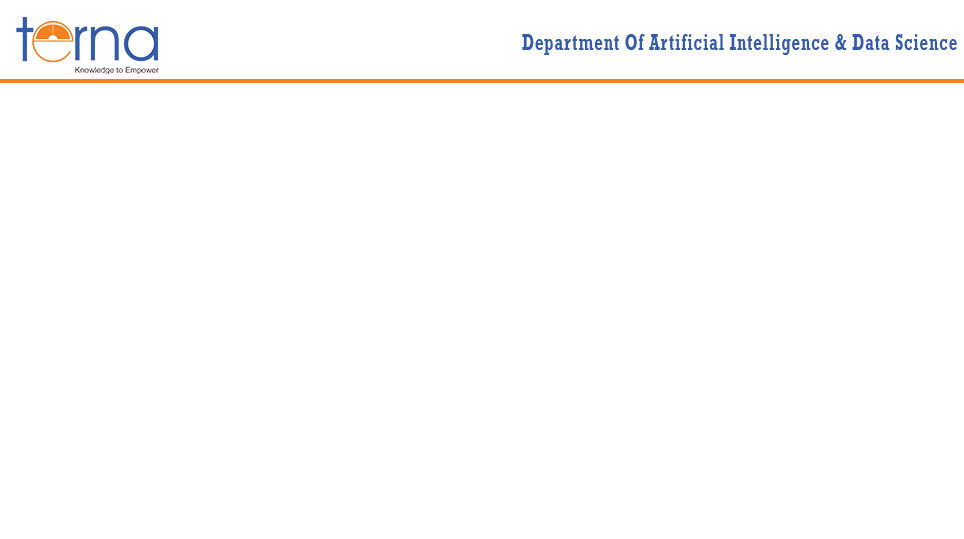 terna
Knowledge to Empower
Department Of Artificial Intelligence & Data Science